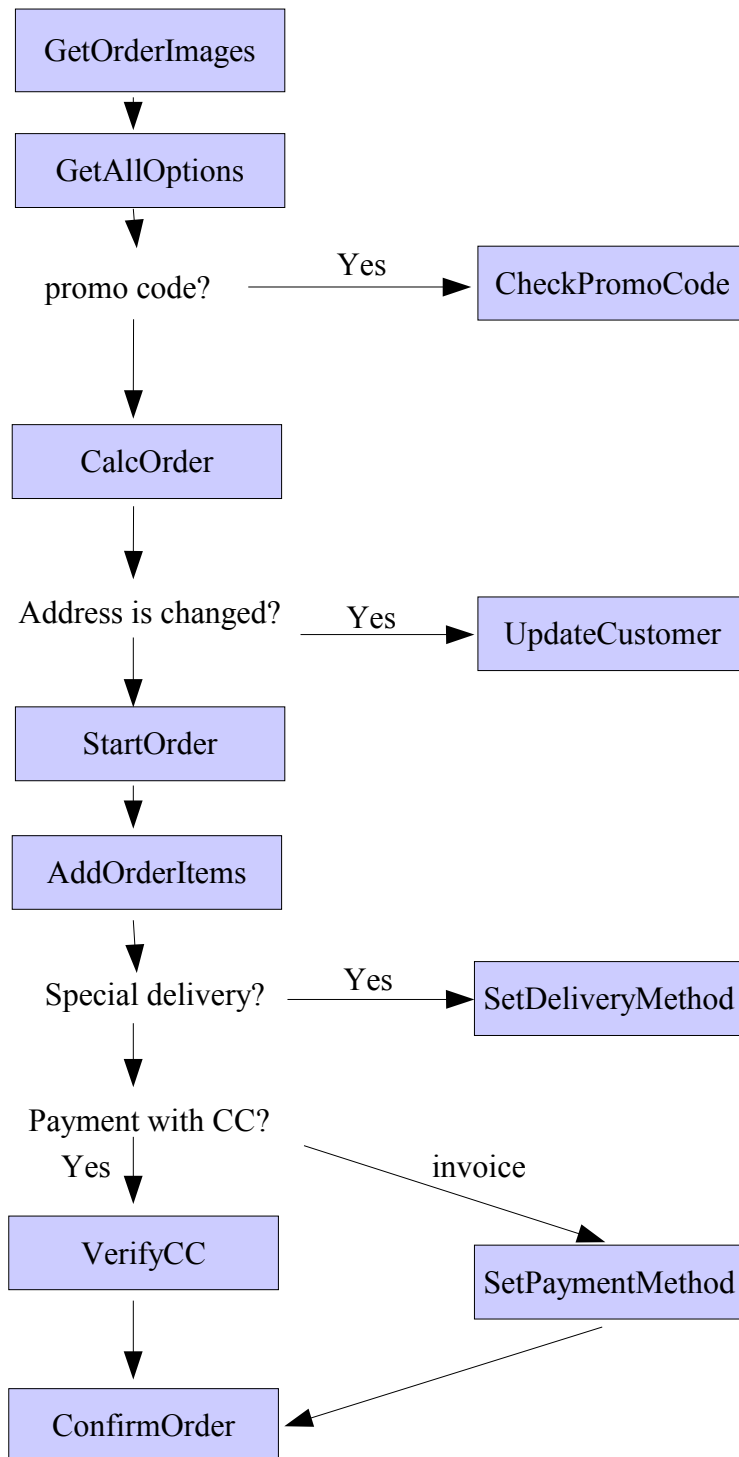 GetOrderImages
GetAllOptions
promo code?
Yes
CheckPromoCode
CalcOrder
Address is changed?
Yes
UpdateCustomer
StartOrder
AddOrderItems
Special delivery?
Yes
SetDeliveryMethod
Payment with CC?
Yes
invoice
VerifyCC
SetPaymentMethod
ConfirmOrder